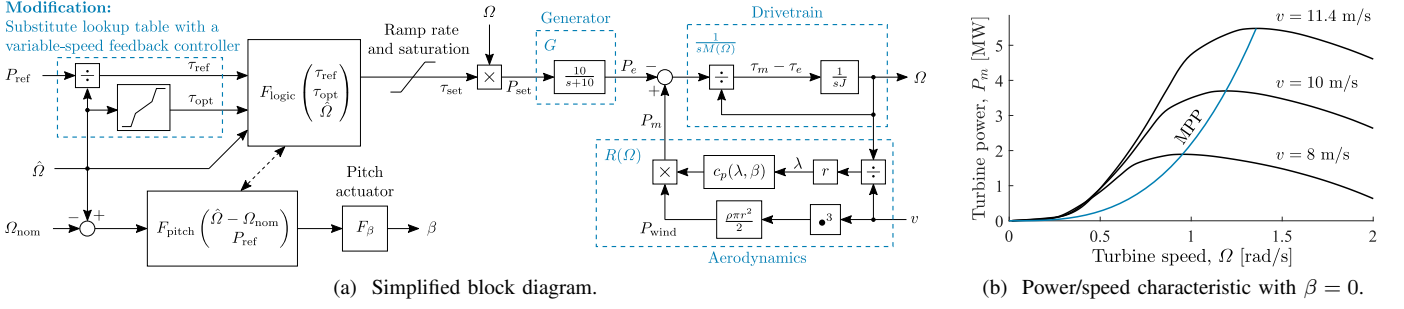 Modification:
Substitute lookup table with a
variable-speed feedback controller
P_ref
÷
τ_ref
τ_opt
F_logic
τ_ref
τ_opt
Ω̂
Ω̂
Ω_nom
− +
F_pitch
Ω̂ − Ω_nom
P_ref
Pitch
actuator
F_β
β
Ramp rate
and saturation
τ_set
Ω
×
P_set
Generator
G
10
s+10
P_e
−
+
P_m
Drivetrain
1
sM(Ω)
÷
τ_m − τ_e
1
sJ
Ω
R(Ω)
×
c_p(λ, β)
λ
r
÷
P_wind
ρπr²
2
•³
v
Aerodynamics
(a) Simplified block diagram.
Turbine power, P_m [MW]
5
4
3
2
1
0
v = 11.4 m/s
v = 10 m/s
v = 8 m/s
MPP
0 0.5 1 1.5 2
Turbine speed, Ω [rad/s]
(b) Power/speed characteristic with β = 0.